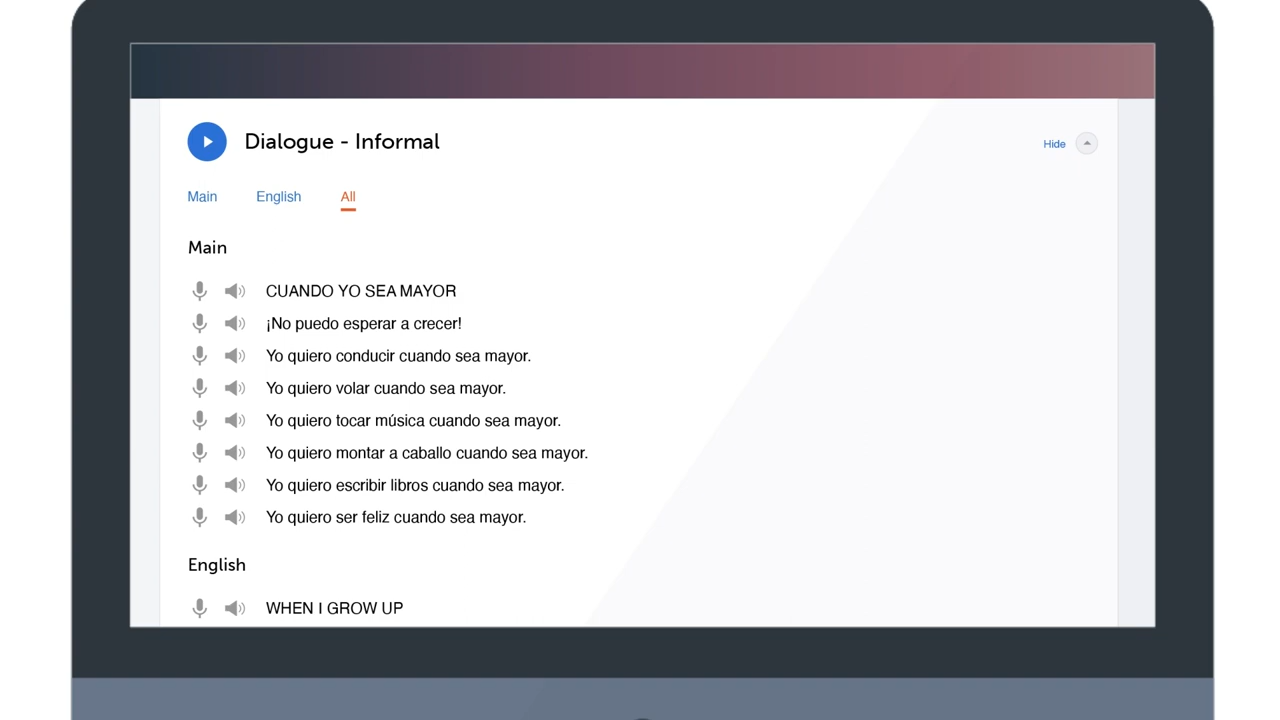 Dialogue - Informal
Hide
Main English All
Main
CUANDO YO SEA MAYOR
¡No puedo esperar a crecer!
Yo quiero conducir cuando sea mayor.
Yo quiero volar cuando sea mayor.
Yo quiero tocar música cuando sea mayor.
Yo quiero montar a caballo cuando sea mayor.
Yo quiero escribir libros cuando sea mayor.
Yo quiero ser feliz cuando sea mayor.
English
WHEN I GROW UP